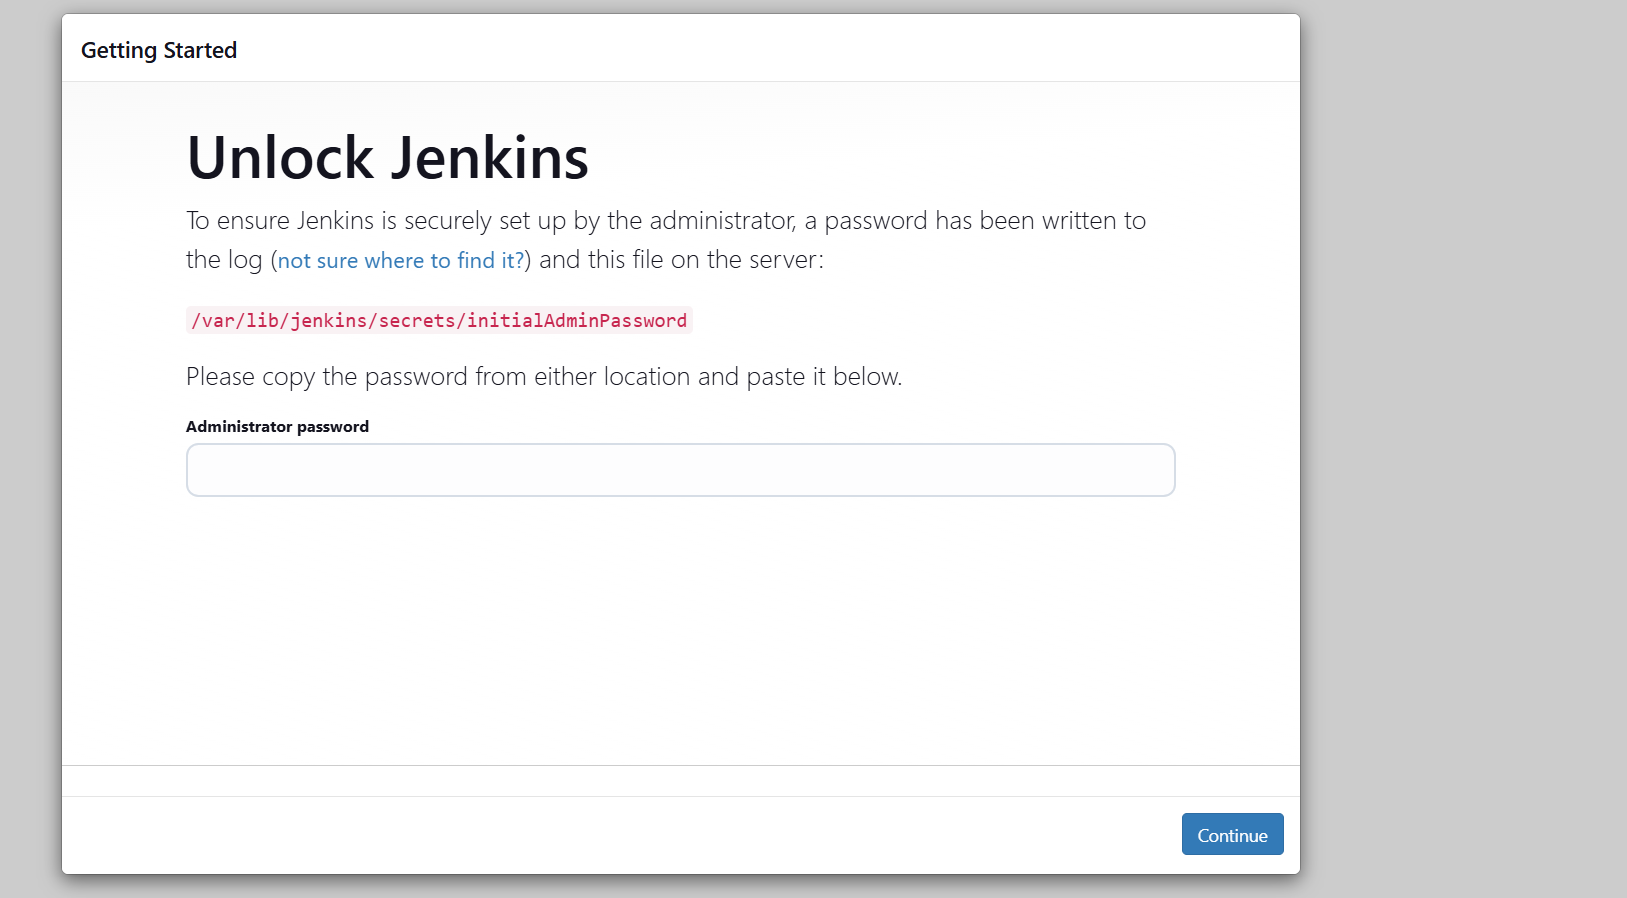 Getting Started
Unlock Jenkins
To ensure Jenkins is securely set up by the administrator, a password has been written to
the log (not sure where to find it?) and this file on the server:
/var/lib/jenkins/secrets/initialAdminPassword
Please copy the password from either location and paste it below.
Administrator password
Continue